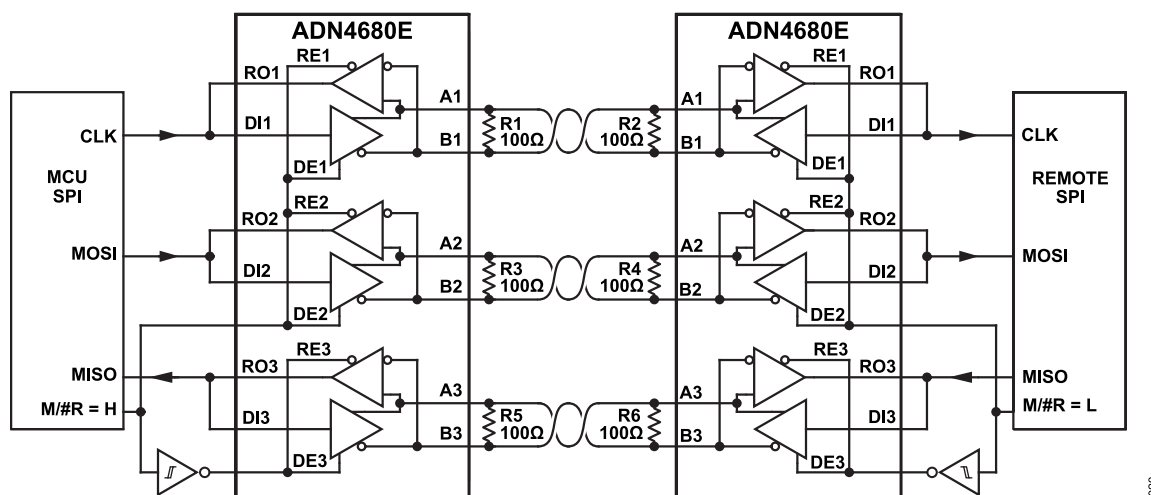 ADN4680E
ADN4680E
RE1
RE1
RO1
RO1
A1
A1
CLK
DI1
R1
100Ω
R2
100Ω
DI1
CLK
B1
B1
MCU
SPI
DE1
DE1
REMOTE
SPI
RE2
RE2
RO2
RO2
A2
A2
MOSI
R3
100Ω
R4
100Ω
MOSI
DI2
DI2
B2
B2
DE2
DE2
RE3
RE3
MISO
RO3
RO3
MISO
A3
A3
M/#R = H
M/#R = L
DI3
R5
100Ω
R6
100Ω
DI3
B3
B3
DE3
DE3